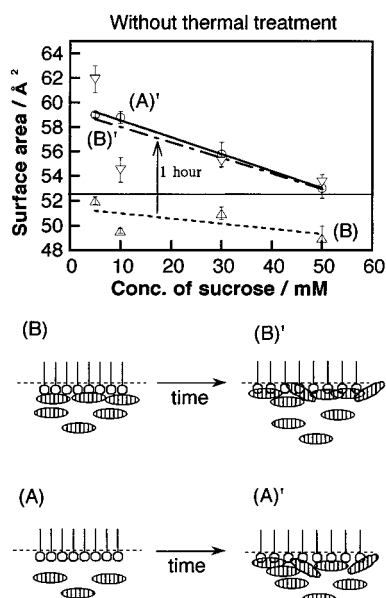 Without thermal treatment
Surface area / Å²
64
62
60
58
56
54
52
50
48
(A)'
(B)'
1 hour
(B)
0 10 20 30 40 50 60
Conc. of sucrose / mM
(B) (B)'
time
(A) (A)'
time